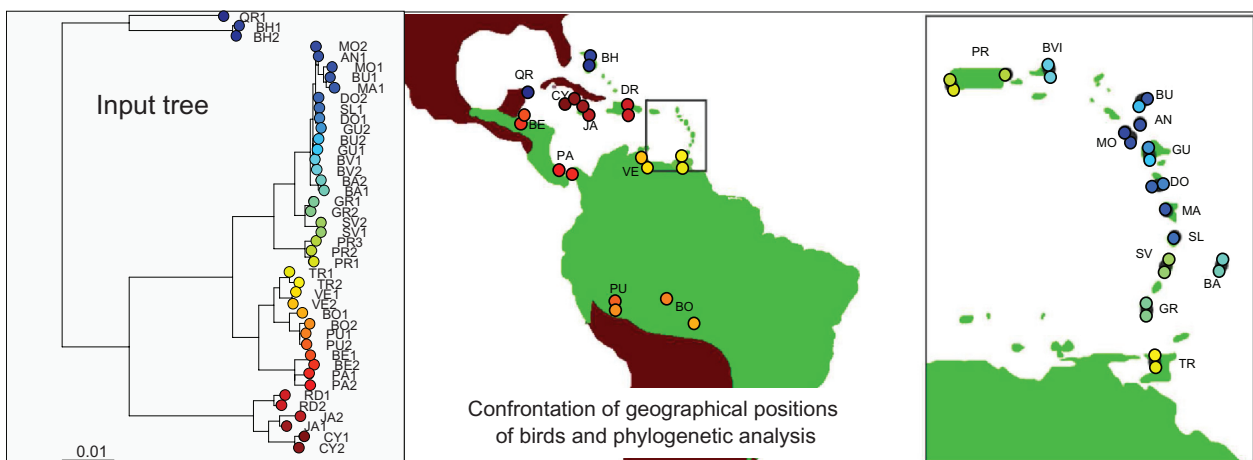 QR1
BH1
BH2
MO2
AN1
MO1
BU1
MA1
DO2
SL1
DO1
GU2
BU2
GU1
BV1
BV2
BA2
BA1
GR1
GR2
SV2
SV1
PR3
PR2
PR1
TR1
TR2
VE1
VE2
BO1
BO2
PU1
PU2
BE1
BE2
PA1
PA2
RD1
RD2
JA2
JA1
CY1
CY2
Input tree
0.01
BH
QR
CY
DR
BE
JA
PA
VE
PU
BO
Confrontation of geographical positions
of birds and phylogenetic analysis
PR
BVI
BU
AN
MO
GU
DO
MA
SL
SV
BA
GR
TR